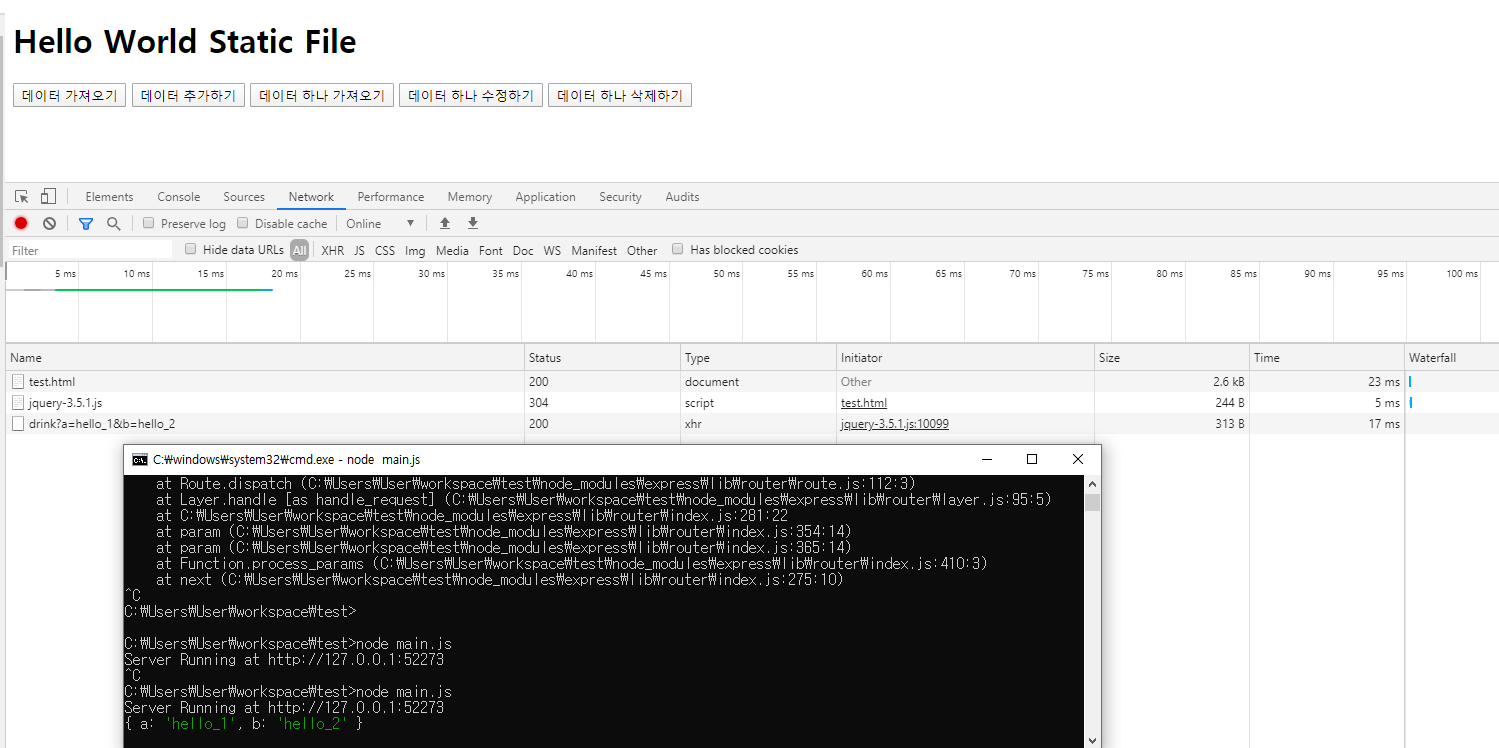 Hello World Static File
데이터 가져오기 데이터 추가하기 데이터 하나 가져오기 데이터 하나 수정하기 데이터 하나 삭제하기
Elements Console Sources Network Performance Memory Application Security Audits
Preserve log Disable cache Online ▼
Filter Hide data URLs All XHR JS CSS Img Media Font Doc WS Manifest Other Has blocked cookies
5 ms 10 ms 15 ms 20 ms 25 ms 30 ms 35 ms 40 ms 45 ms 50 ms 55 ms 60 ms 65 ms 70 ms 75 ms 80 ms 85 ms 90 ms 95 ms 100 ms
Name Status Type Initiator Size Time Waterfall
test.html 200 document Other 2.6 kB 23 ms
jquery-3.5.1.js 304 script test.html 244 B 5 ms
drink?a=hello_1&b=hello_2 200 xhr jquery-3.5.1.js:10099 313 B 17 ms
C:₩windows₩system32₩cmd.exe - node main.js
at Route.dispatch (C:₩Users₩User₩workspace₩test₩node_modules₩express₩lib₩router₩route.js:112:3)
at Layer.handle [as handle_request] (C:₩Users₩User₩workspace₩test₩node_modules₩express₩lib₩router₩layer.js:95:5)
at C:₩Users₩User₩workspace₩test₩node_modules₩express₩lib₩router₩index.js:281:22
at param (C:₩Users₩User₩workspace₩test₩node_modules₩express₩lib₩router₩index.js:354:14)
at param (C:₩Users₩User₩workspace₩test₩node_modules₩express₩lib₩router₩index.js:365:14)
at Function.process_params (C:₩Users₩User₩workspace₩test₩node_modules₩express₩lib₩router₩index.js:410:3)
at next (C:₩Users₩User₩workspace₩test₩node_modules₩express₩lib₩router₩index.js:275:10)
^C
C:₩Users₩User₩workspace₩test>
C:₩Users₩User₩workspace₩test>node main.js
Server Running at http://127.0.0.1:52273
^C
C:₩Users₩User₩workspace₩test>node main.js
Server Running at http://127.0.0.1:52273
{ a: 'hello_1', b: 'hello_2' }